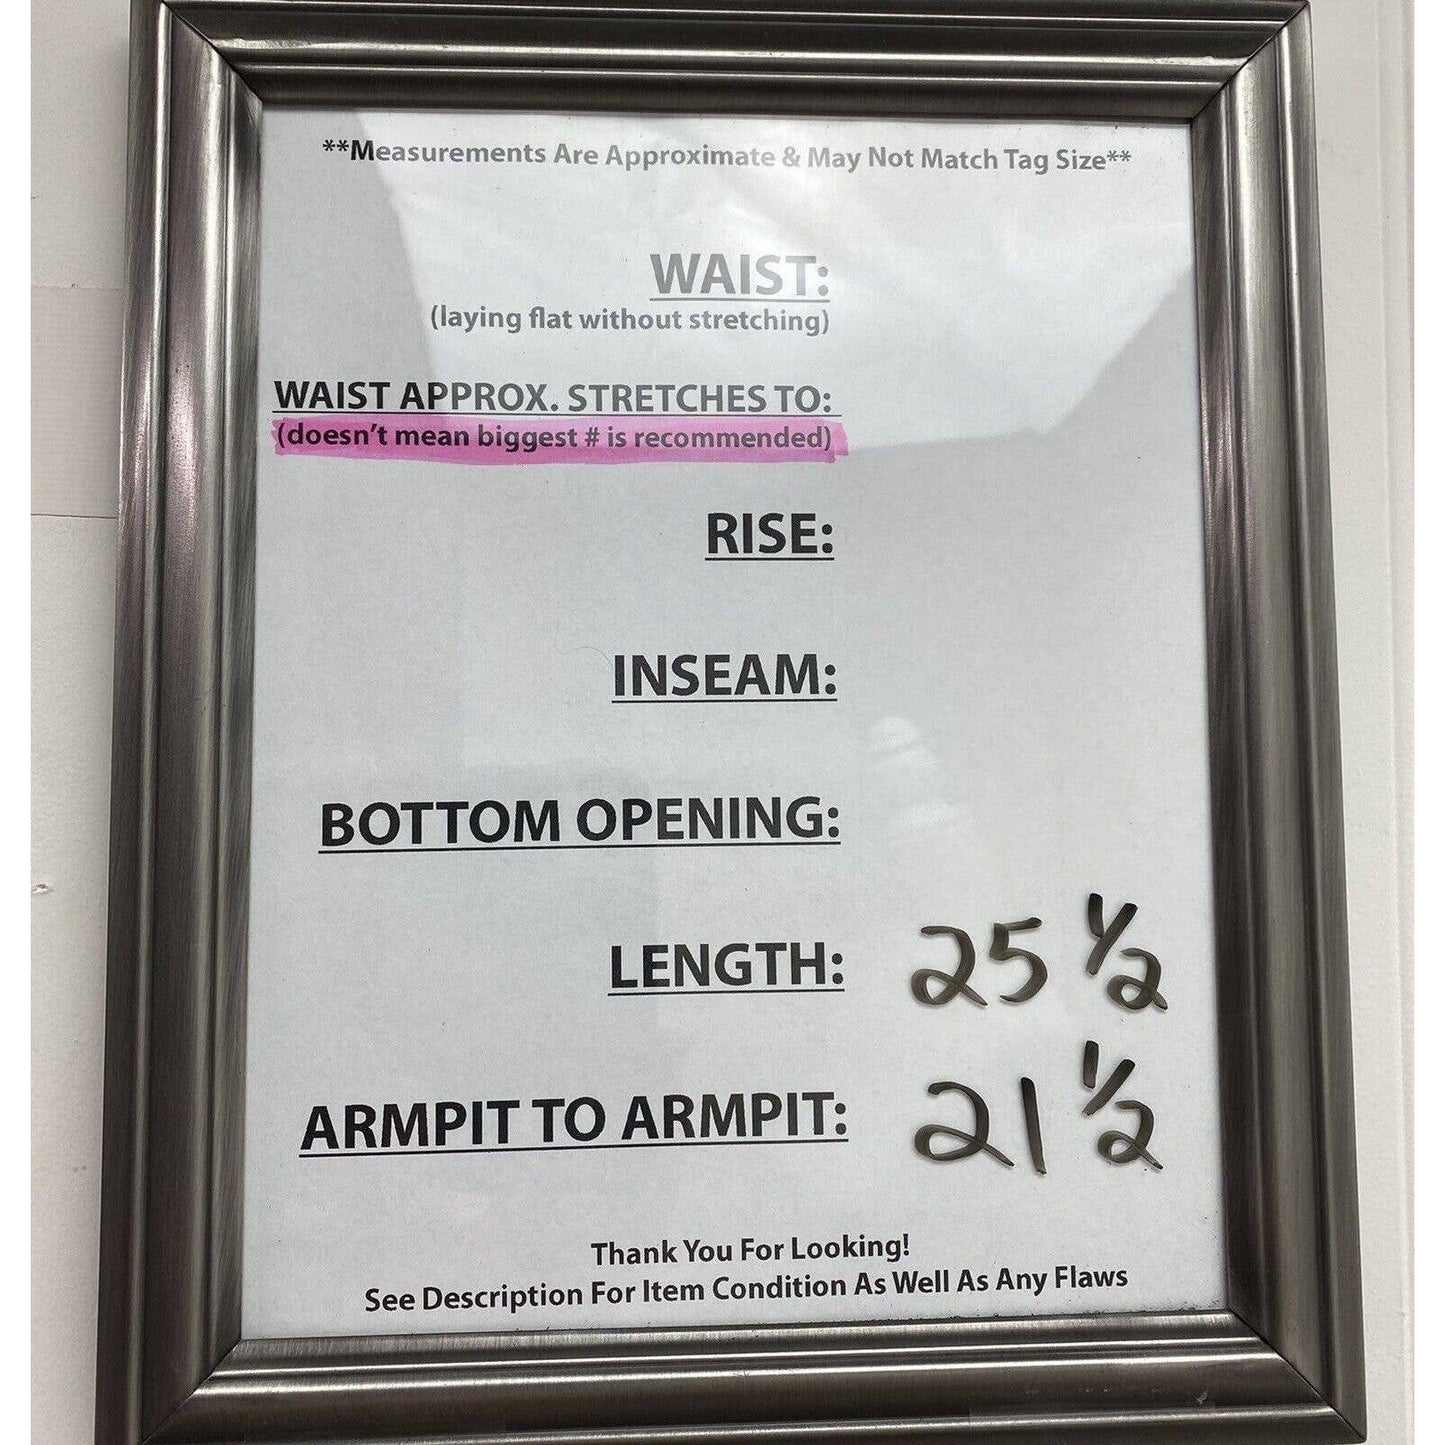 **Measurements Are Approximate & May Not Match Tag Size**
WAIST:
(laying flat without stretching)
WAIST APPROX. STRETCHES TO:
(doesn't mean biggest # is recommended)
RISE:
INSEAM:
BOTTOM OPENING:
LENGTH: 25 1/2
ARMPIT TO ARMPIT: 21 1/2
Thank You For Looking!
See Description For Item Condition As Well As Any Flaws